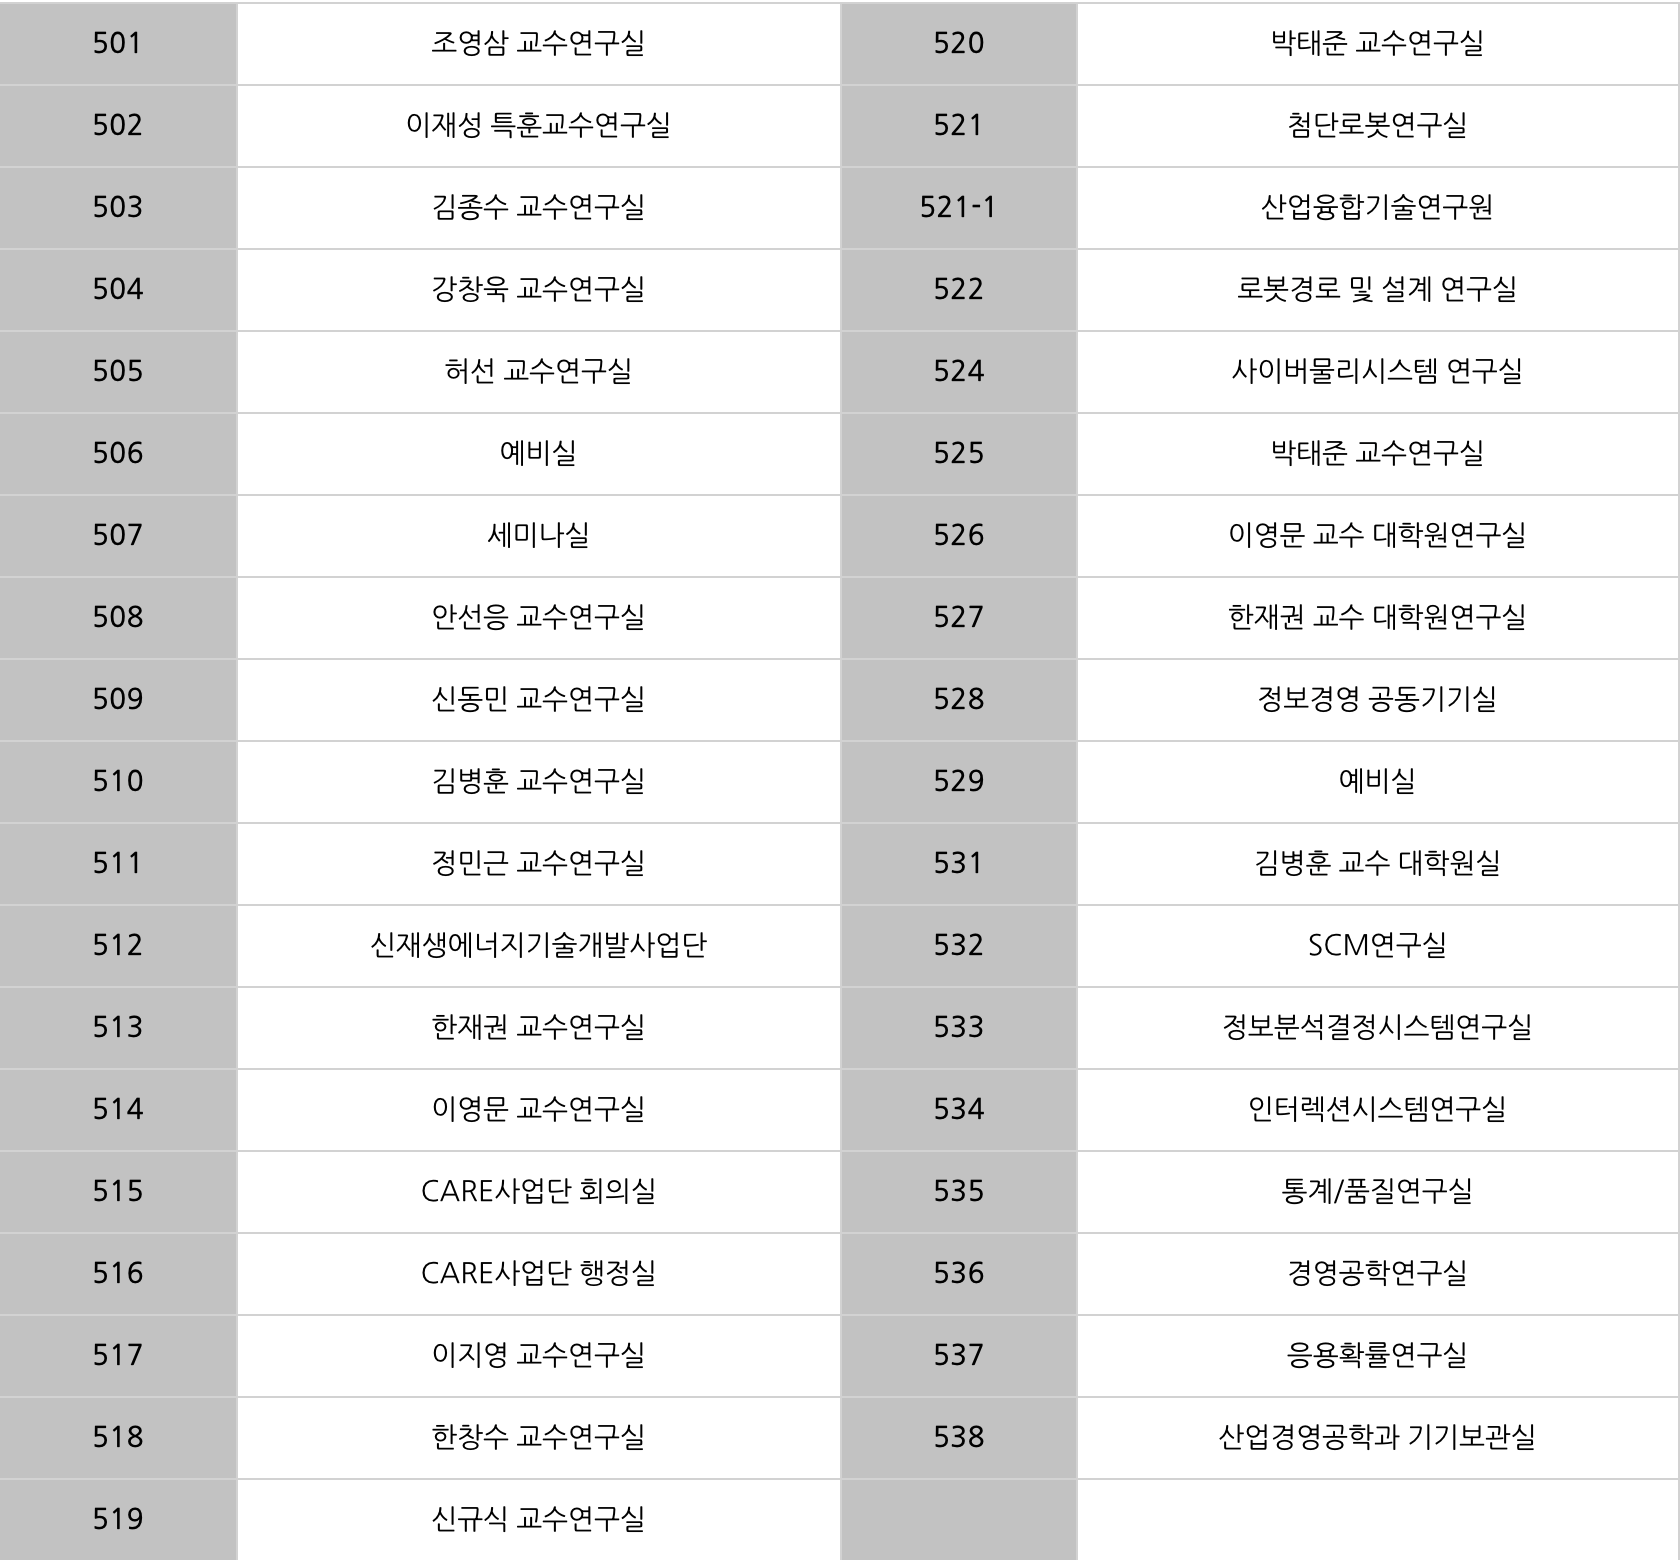 501 조영삼 교수연구실 520 박태준 교수연구실
502 이재성 특훈교수연구실 521 첨단로봇연구실
503 김종수 교수연구실 521-1 산업융합기술연구원
504 강창욱 교수연구실 522 로봇경로 및 설계 연구실
505 허선 교수연구실 524 사이버물리시스템 연구실
506 예비실 525 박태준 교수연구실
507 세미나실 526 이영문 교수 대학원연구실
508 안선응 교수연구실 527 한재권 교수 대학원연구실
509 신동민 교수연구실 528 정보경영 공동기기실
510 김병훈 교수연구실 529 예비실
511 정민근 교수연구실 531 김병훈 교수 대학원실
512 신재생에너지기술개발사업단 532 SCM연구실
513 한재권 교수연구실 533 정보분석결정시스템연구실
514 이영문 교수연구실 534 인터렉션시스템연구실
515 CARE사업단 회의실 535 통계/품질연구실
516 CARE사업단 행정실 536 경영공학연구실
517 이지영 교수연구실 537 응용확률연구실
518 한창수 교수연구실 538 산업경영공학과 기기보관실
519 신규식 교수연구실